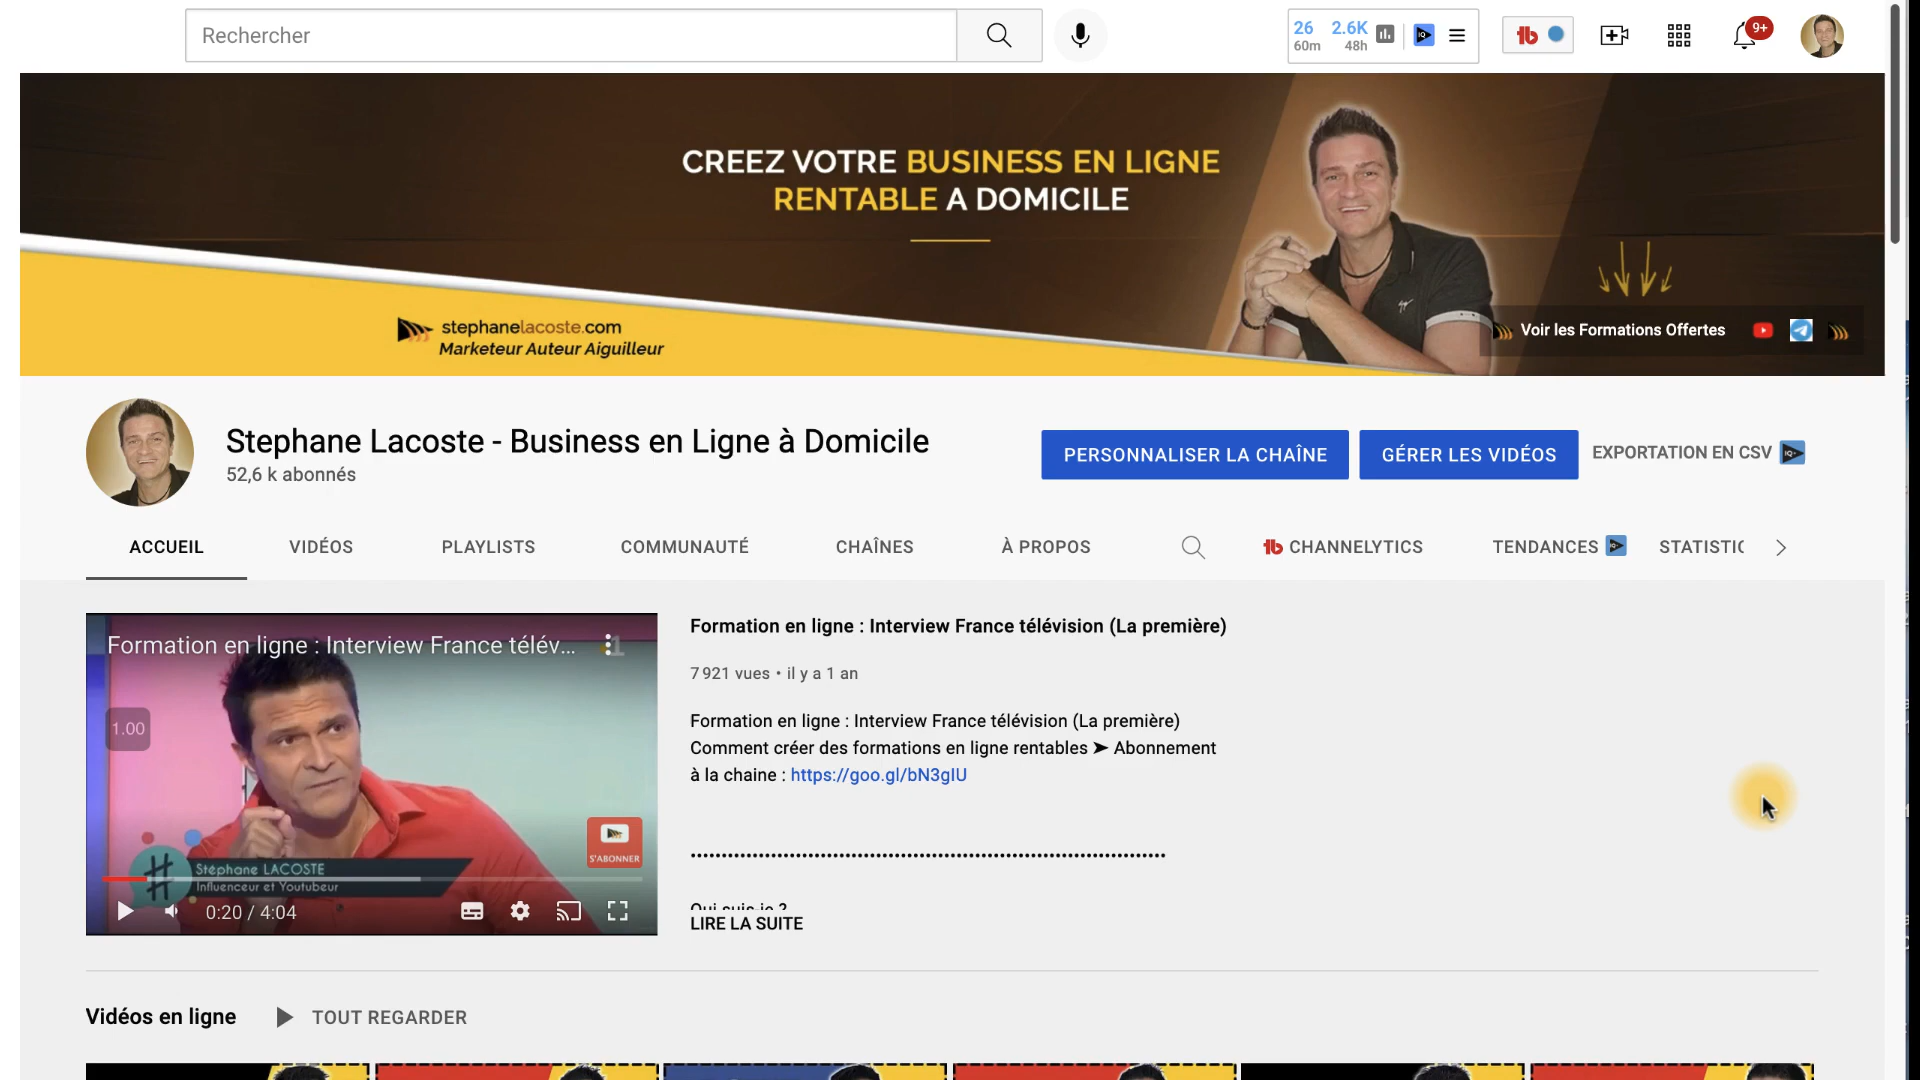 Rechercher
26 2.6K
60m 48h
9+
CREEZ VOTRE BUSINESS EN LIGNE
RENTABLE A DOMICILE
stephanelacoste.com
Marketeur Auteur Aiguilleur
Voir les Formations Offertes
Stephane Lacoste - Business en Ligne à Domicile
52,6 k abonnés
PERSONNALISER LA CHAÎNE
GÉRER LES VIDÉOS
EXPORTATION EN CSV
ACCUEIL
VIDÉOS
PLAYLISTS
COMMUNAUTÉ
CHAÎNES
À PROPOS
CHANNELYTICS
TENDANCES
STATISTIC
Formation en ligne : Interview France télév...
1.00
S'ABONNER
Stéphane LACOSTE
Influenceur et Youtubeur
0:20 / 4:04
Formation en ligne : Interview France télévision (La première)
7 921 vues • il y a 1 an
Formation en ligne : Interview France télévision (La première)
Comment créer des formations en ligne rentables ➤ Abonnement
à la chaine : https://goo.gl/bN3gIU
Qui suis-je ?
LIRE LA SUITE
Vidéos en ligne
TOUT REGARDER